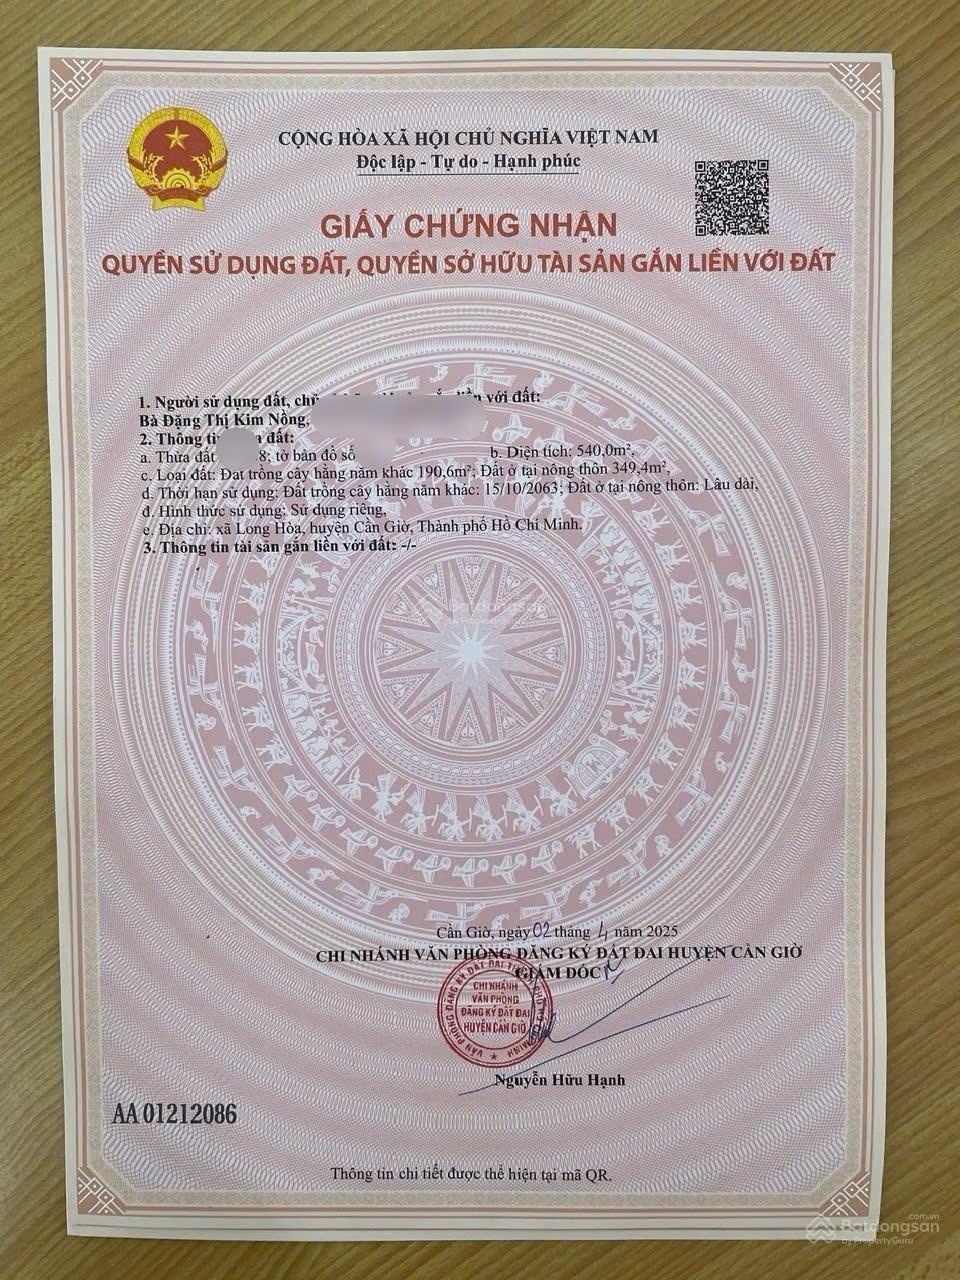 CỘNG HÒA XÃ HỘI CHỦ NGHĨA VIỆT NAM
Độc lập - Tự do - Hạnh phúc
GIẤY CHỨNG NHẬN
QUYỀN SỬ DỤNG ĐẤT, QUYỀN SỞ HỮU TÀI SẢN GẮN LIỀN VỚI ĐẤT
1. Người sử dụng đất, liền với đất:
Bà Đặng Thị Kim Nồng,
2. Thông tin đất:
a. Thửa đất 8; tờ bản đồ số b. Diện tích: 540,0m²,
c. Loại đất: Đất trồng cây hằng năm khác 190,6m²; Đất ở tại nông thôn 349,4m²,
d. Thời hạn sử dụng: Đất trồng cây hằng năm khác: 15/10/2063; Đất ở tại nông thôn: Lâu dài,
đ. Hình thức sử dụng: Sử dụng riêng,
e. Địa chỉ: xã Long Hòa, huyện Cần Giờ, Thành phố Hồ Chí Minh.
3. Thông tin tài sản gắn liền với đất: -/-
Batdongsan
by PropertyGuru
Cần Giờ, ngày 02 tháng 4 năm 2025
CHI NHÁNH VĂN PHÒNG ĐĂNG KÝ ĐẤT ĐAI HUYỆN CẦN GIỜ
GIÁM ĐỐC
CHI NHÁNH
VĂN PHÒNG
ĐĂNG KÝ ĐẤT ĐAI
HUYỆN CẦN GIỜ
Nguyễn Hữu Hạnh
AA 01212086
Thông tin chi tiết được thể hiện tại mã QR.
Batdongsan.com.vn
by PropertyGuru